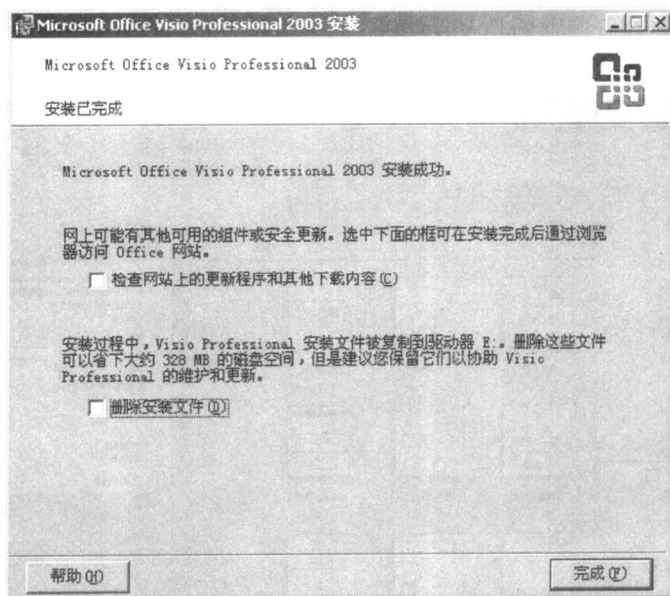 Microsoft Office Visio Professional 2003 安装
Microsoft Office Visio Professional 2003
安装已完成
Microsoft Office Visio Professional 2003 安装成功。
网上可能有其他可用的组件或安全更新。选中下面的框可在安装完成后通过浏览
器访问 Office 网站。
检查网站上的更新程序和其他下载内容(C)
安装过程中，Visio Professional 安装文件被复制到驱动器 E:。删除这些文件
可以省下大约 328 MB 的磁盘空间，但是建议您保留它们以协助 Visio
Professional 的维护和更新。
删除安装文件(D)
帮助(H)
完成(F)